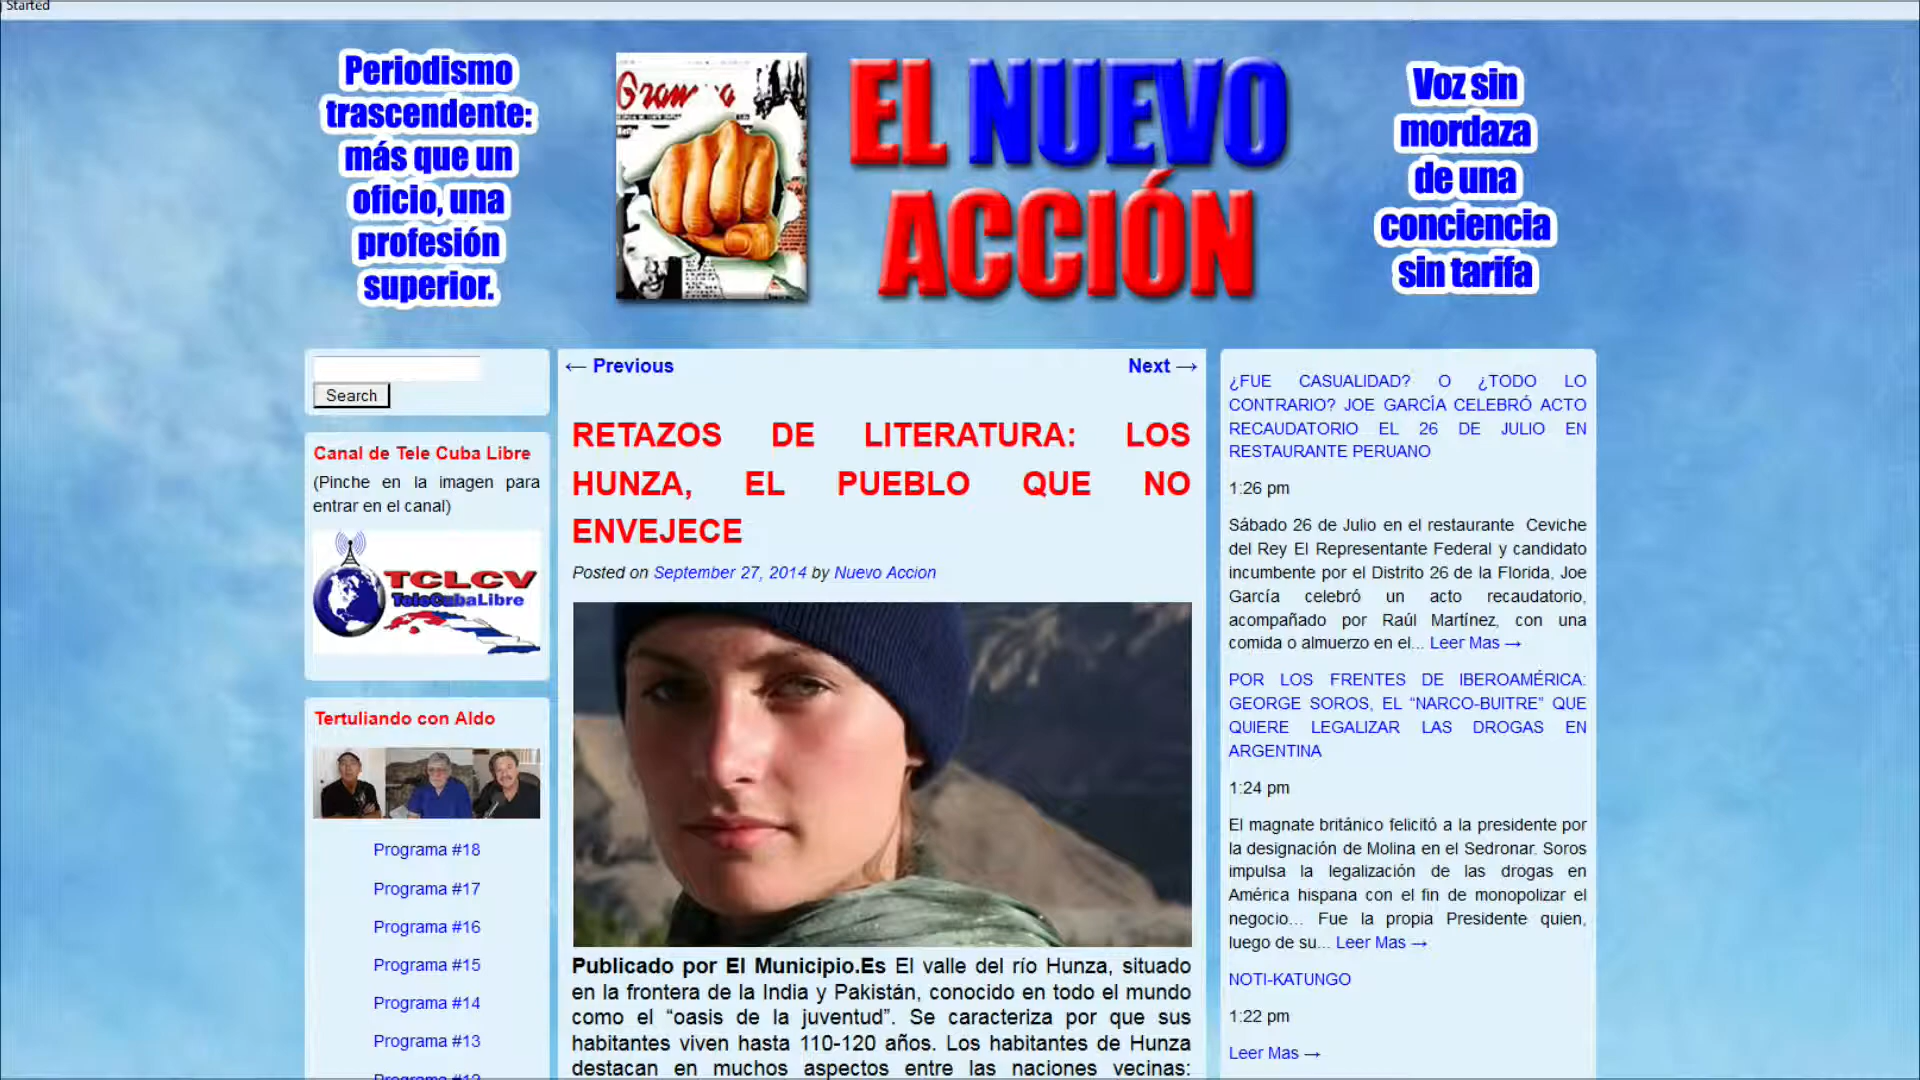 Started
Periodismo
trascendente:
más que un
oficio, una
profesión
superior.
EL NUEVO
ACCIÓN
Voz sin
mordaza
de una
conciencia
sin tarifa
Search
Canal de Tele Cuba Libre
(Pinche en la imagen para
entrar en el canal)
TCLCV
TeleCubaLibre
Tertuliando con Aldo
Programa #18
Programa #17
Programa #16
Programa #15
Programa #14
Programa #13
Programa #12
← Previous
Next →
RETAZOS DE LITERATURA: LOS
HUNZA, EL PUEBLO QUE NO
ENVEJECE
Posted on September 27, 2014 by Nuevo Accion
Publicado por El Municipio.Es El valle del río Hunza, situado
en la frontera de la India y Pakistán, conocido en todo el mundo
como el “oasis de la juventud”. Se caracteriza por que sus
habitantes viven hasta 110-120 años. Los habitantes de Hunza
destacan en muchos aspectos entre las naciones vecinas:
¿FUE CASUALIDAD? O ¿TODO LO
CONTRARIO? JOE GARCÍA CELEBRÓ ACTO
RECAUDATORIO EL 26 DE JULIO EN
RESTAURANTE PERUANO
1:26 pm
Sábado 26 de Julio en el restaurante Ceviche
del Rey El Representante Federal y candidato
incumbente por el Distrito 26 de la Florida, Joe
García celebró un acto recaudatorio,
acompañado por Raúl Martínez, con una
comida o almuerzo en el... Leer Mas →
POR LOS FRENTES DE IBEROAMÉRICA:
GEORGE SOROS, EL “NARCO-BUITRE” QUE
QUIERE LEGALIZAR LAS DROGAS EN
ARGENTINA
1:24 pm
El magnate británico felicitó a la presidente por
la designación de Molina en el Sedronar. Soros
impulsa la legalización de las drogas en
América hispana con el fin de monopolizar el
negocio... Fue la propia Presidente quien,
luego de su... Leer Mas →
NOTI-KATUNGO
1:22 pm
Leer Mas →